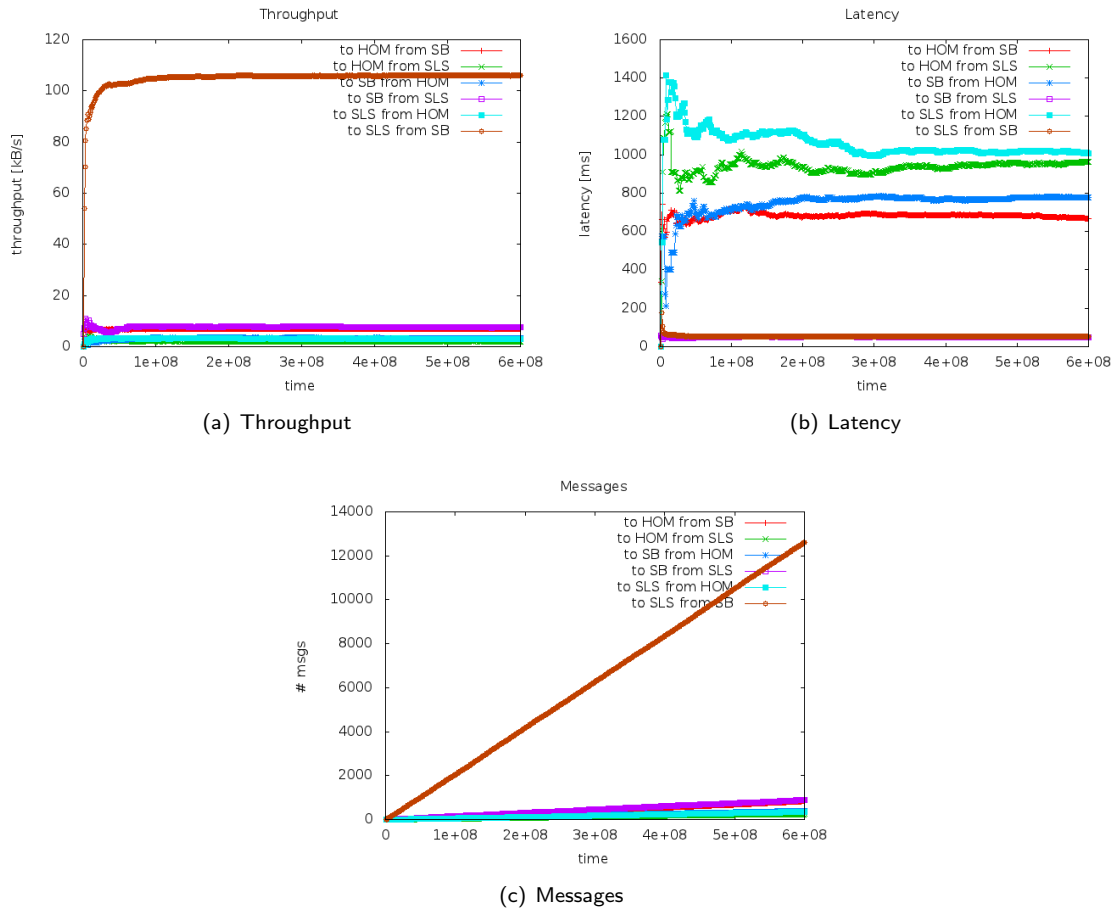 Throughput
120
100
80
60
40
20
0
throughput [kB/s]
to HOM from SB
to HOM from SLS
to SB from HOM
to SB from SLS
to SLS from HOM
to SLS from SB
0 1e+08 2e+08 3e+08 4e+08 5e+08 6e+08
time
(a) Throughput
Latency
1600
1400
1200
1000
800
600
400
200
0
latency [ms]
to HOM from SB
to HOM from SLS
to SB from HOM
to SB from SLS
to SLS from HOM
to SLS from SB
0 1e+08 2e+08 3e+08 4e+08 5e+08 6e+08
time
(b) Latency
Messages
14000
12000
10000
8000
6000
4000
2000
0
# msgs
to HOM from SB
to HOM from SLS
to SB from HOM
to SB from SLS
to SLS from HOM
to SLS from SB
0 1e+08 2e+08 3e+08 4e+08 5e+08 6e+08
time
(c) Messages